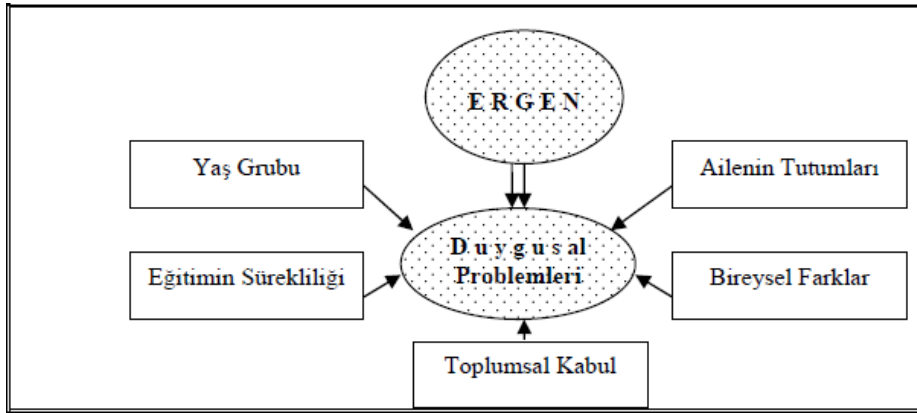 E R G E N
Yaş Grubu
Ailenin Tutumları
D u y g u s a l
Problemleri
Eğitimin Sürekliliği
Bireysel Farklar
Toplumsal Kabul